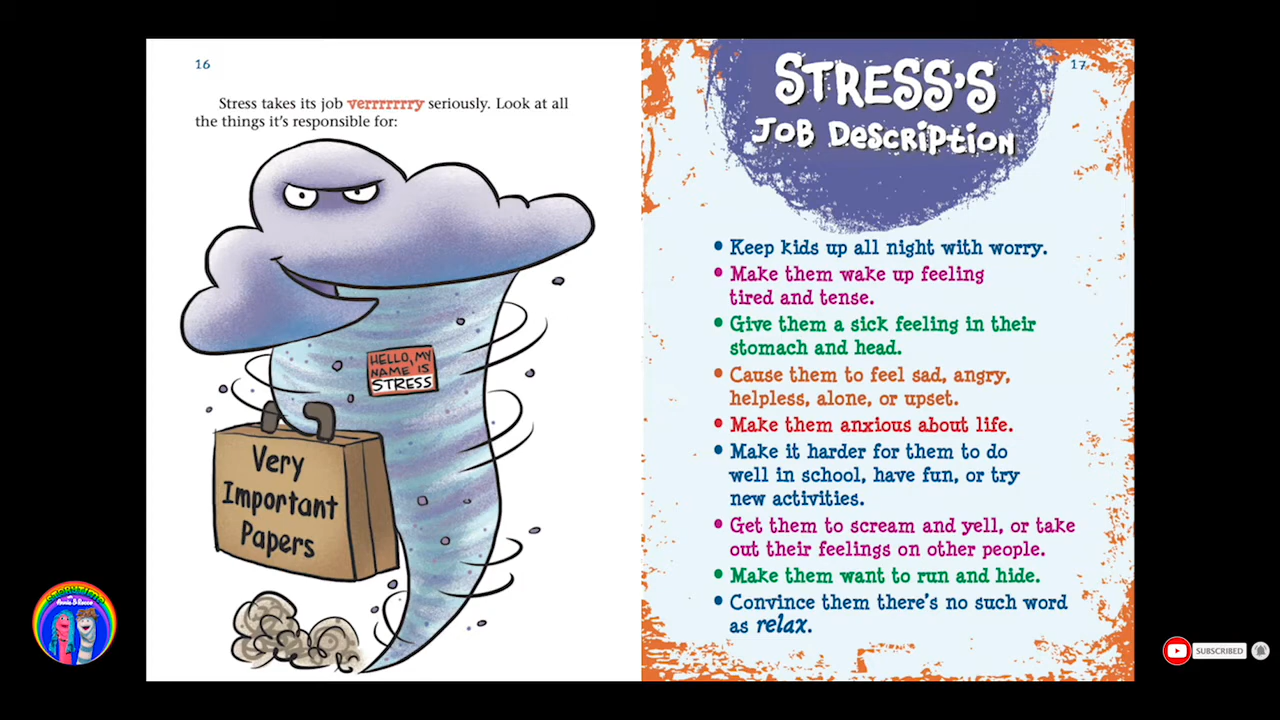 16
Stress takes its job verrrrrrry seriously. Look at all
the things it's responsible for:
HELLO, MY
NAME IS
STRESS
Very
Important
Papers
17
STRESS'S
JOB DESCRIPTION
• Keep kids up all night with worry.
• Make them wake up feeling
tired and tense.
• Give them a sick feeling in their
stomach and head.
• Cause them to feel sad, angry,
helpless, alone, or upset.
• Make them anxious about life.
• Make it harder for them to do
well in school, have fun, or try
new activities.
• Get them to scream and yell, or take
out their feelings on other people.
• Make them want to run and hide.
• Convince them there's no such word
as relax.
STORYTIME
Annie & Rocco
SUBSCRIBED